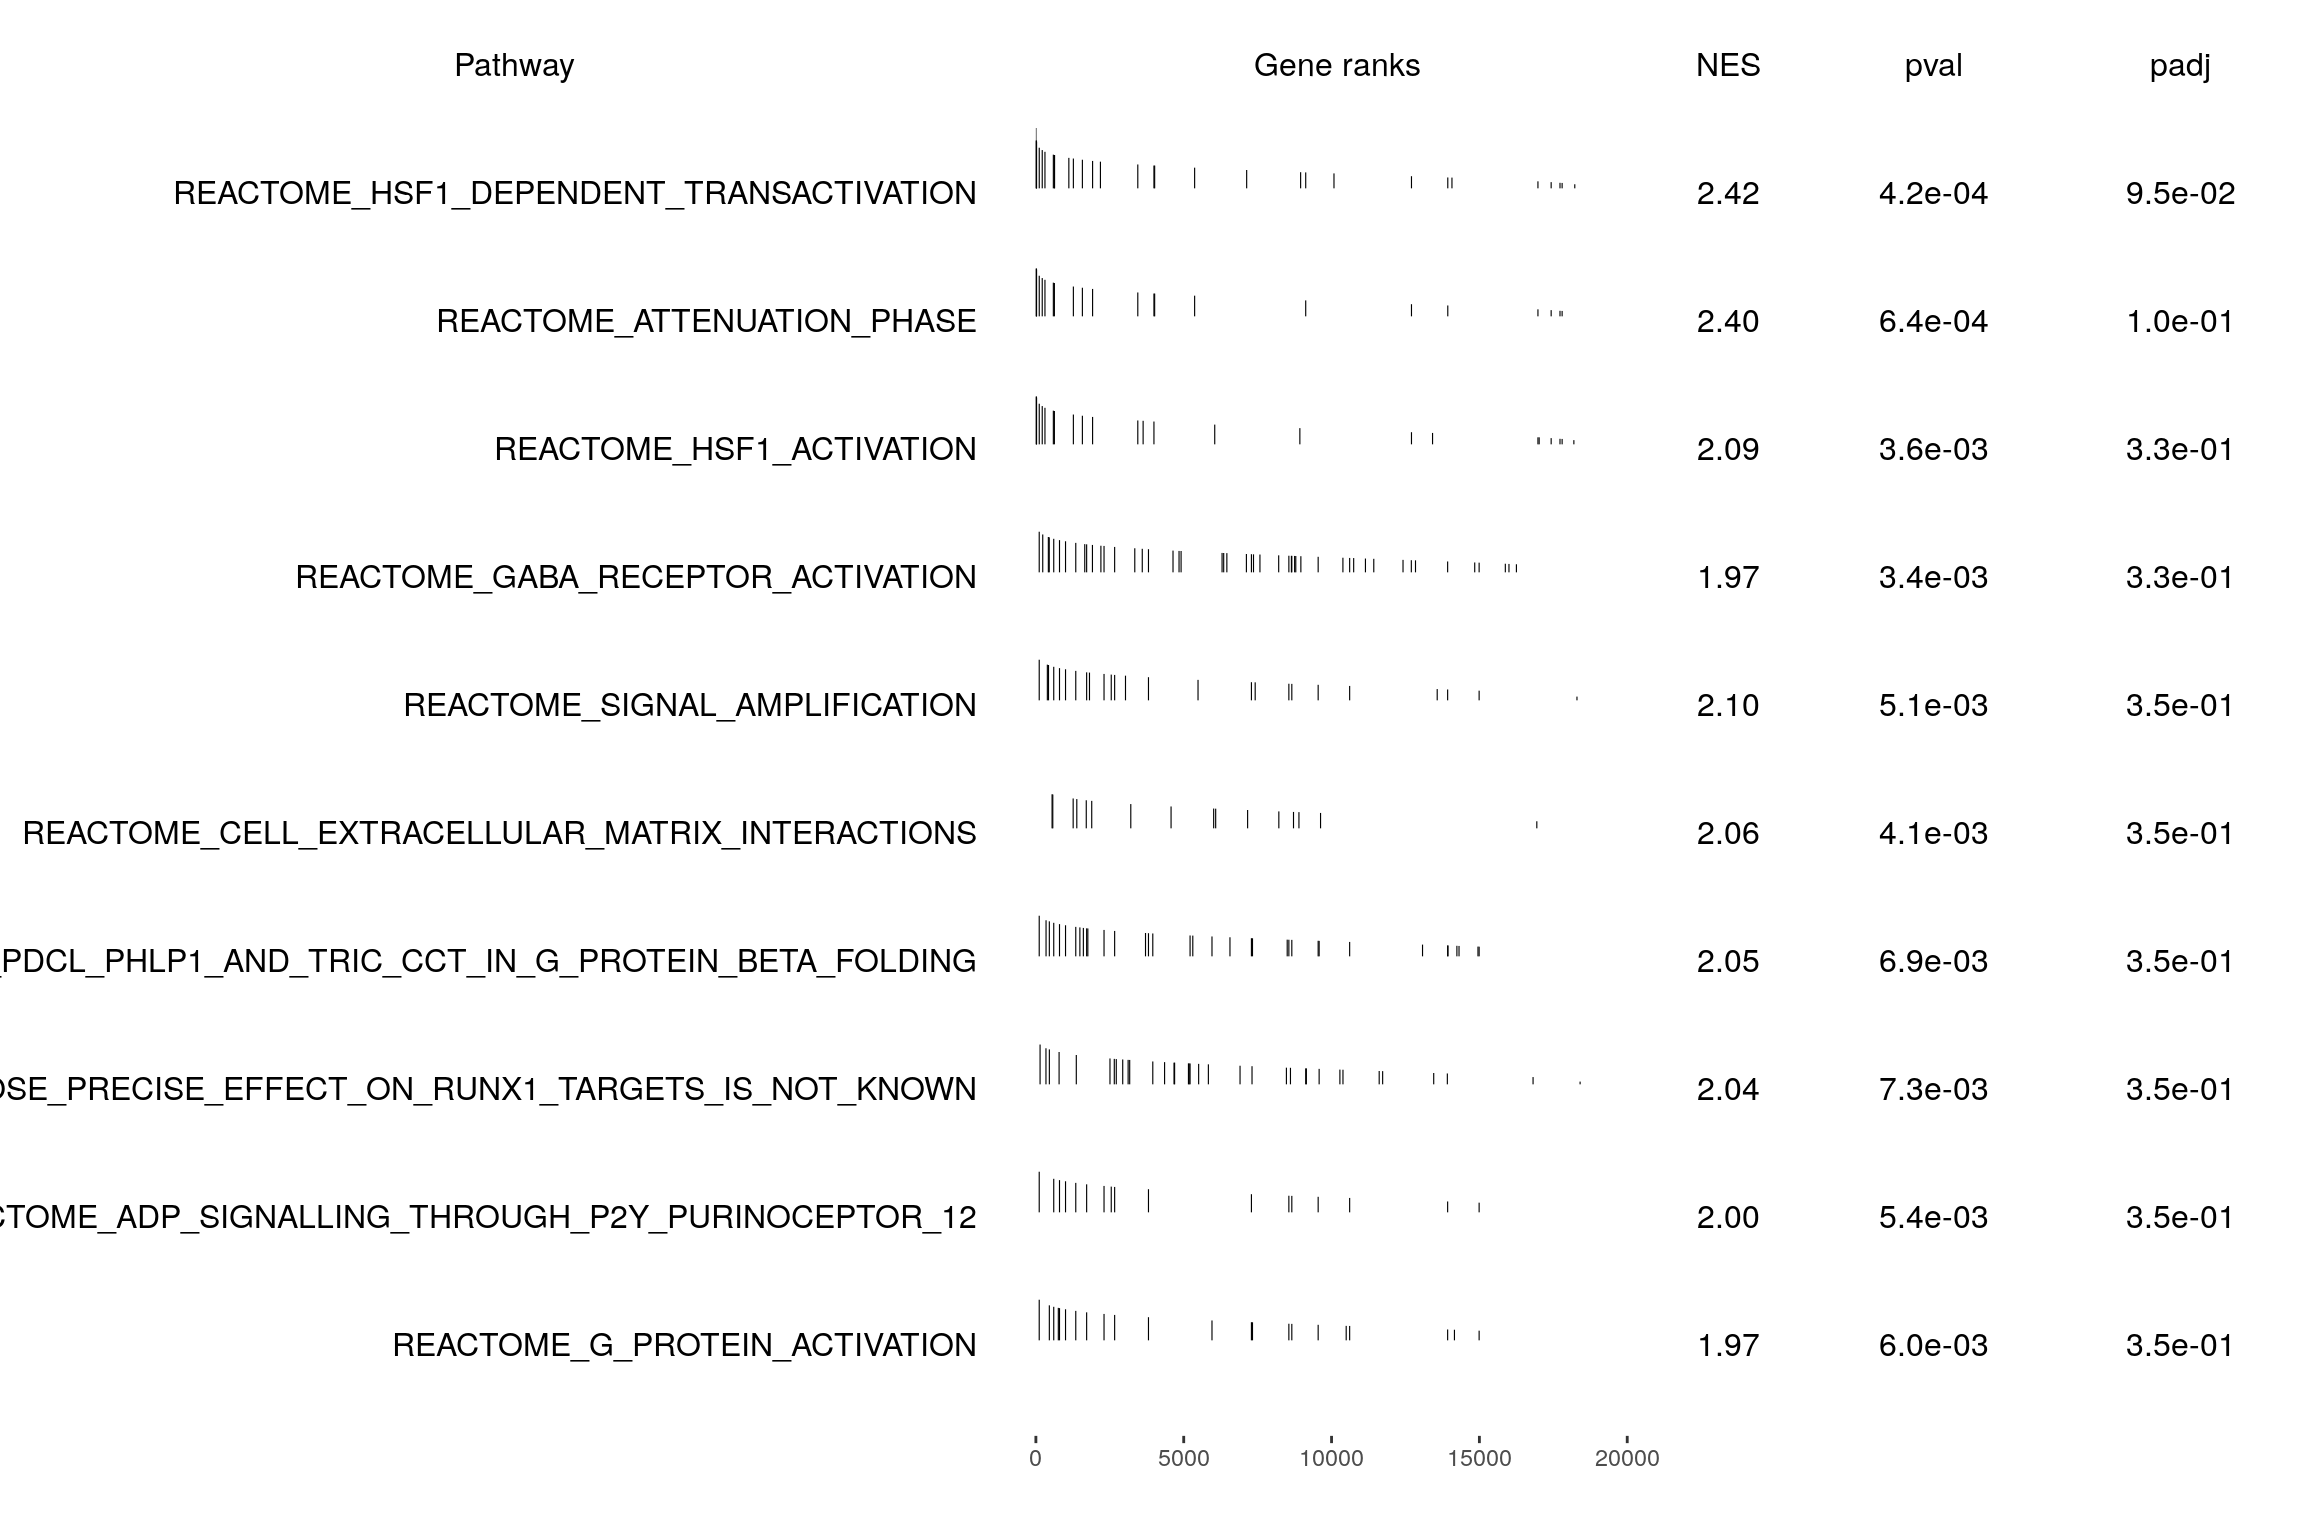 Pathway Gene ranks NES pval padj
REACTOME_HSF1_DEPENDENT_TRANSACTIVATION 2.42 4.2e-04 9.5e-02
REACTOME_ATTENUATION_PHASE 2.40 6.4e-04 1.0e-01
REACTOME_HSF1_ACTIVATION 2.09 3.6e-03 3.3e-01
REACTOME_GABA_RECEPTOR_ACTIVATION 1.97 3.4e-03 3.3e-01
REACTOME_SIGNAL_AMPLIFICATION 2.10 5.1e-03 3.5e-01
REACTOME_CELL_EXTRACELLULAR_MATRIX_INTERACTIONS 2.06 4.1e-03 3.5e-01
_PDCL_PHLP1_AND_TRIC_CCT_IN_G_PROTEIN_BETA_FOLDING 2.05 6.9e-03 3.5e-01
OSE_PRECISE_EFFECT_ON_RUNX1_TARGETS_IS_NOT_KNOWN 2.04 7.3e-03 3.5e-01
CTOME_ADP_SIGNALLING_THROUGH_P2Y_PURINOCEPTOR_12 2.00 5.4e-03 3.5e-01
REACTOME_G_PROTEIN_ACTIVATION 1.97 6.0e-03 3.5e-01
0 5000 10000 15000 20000